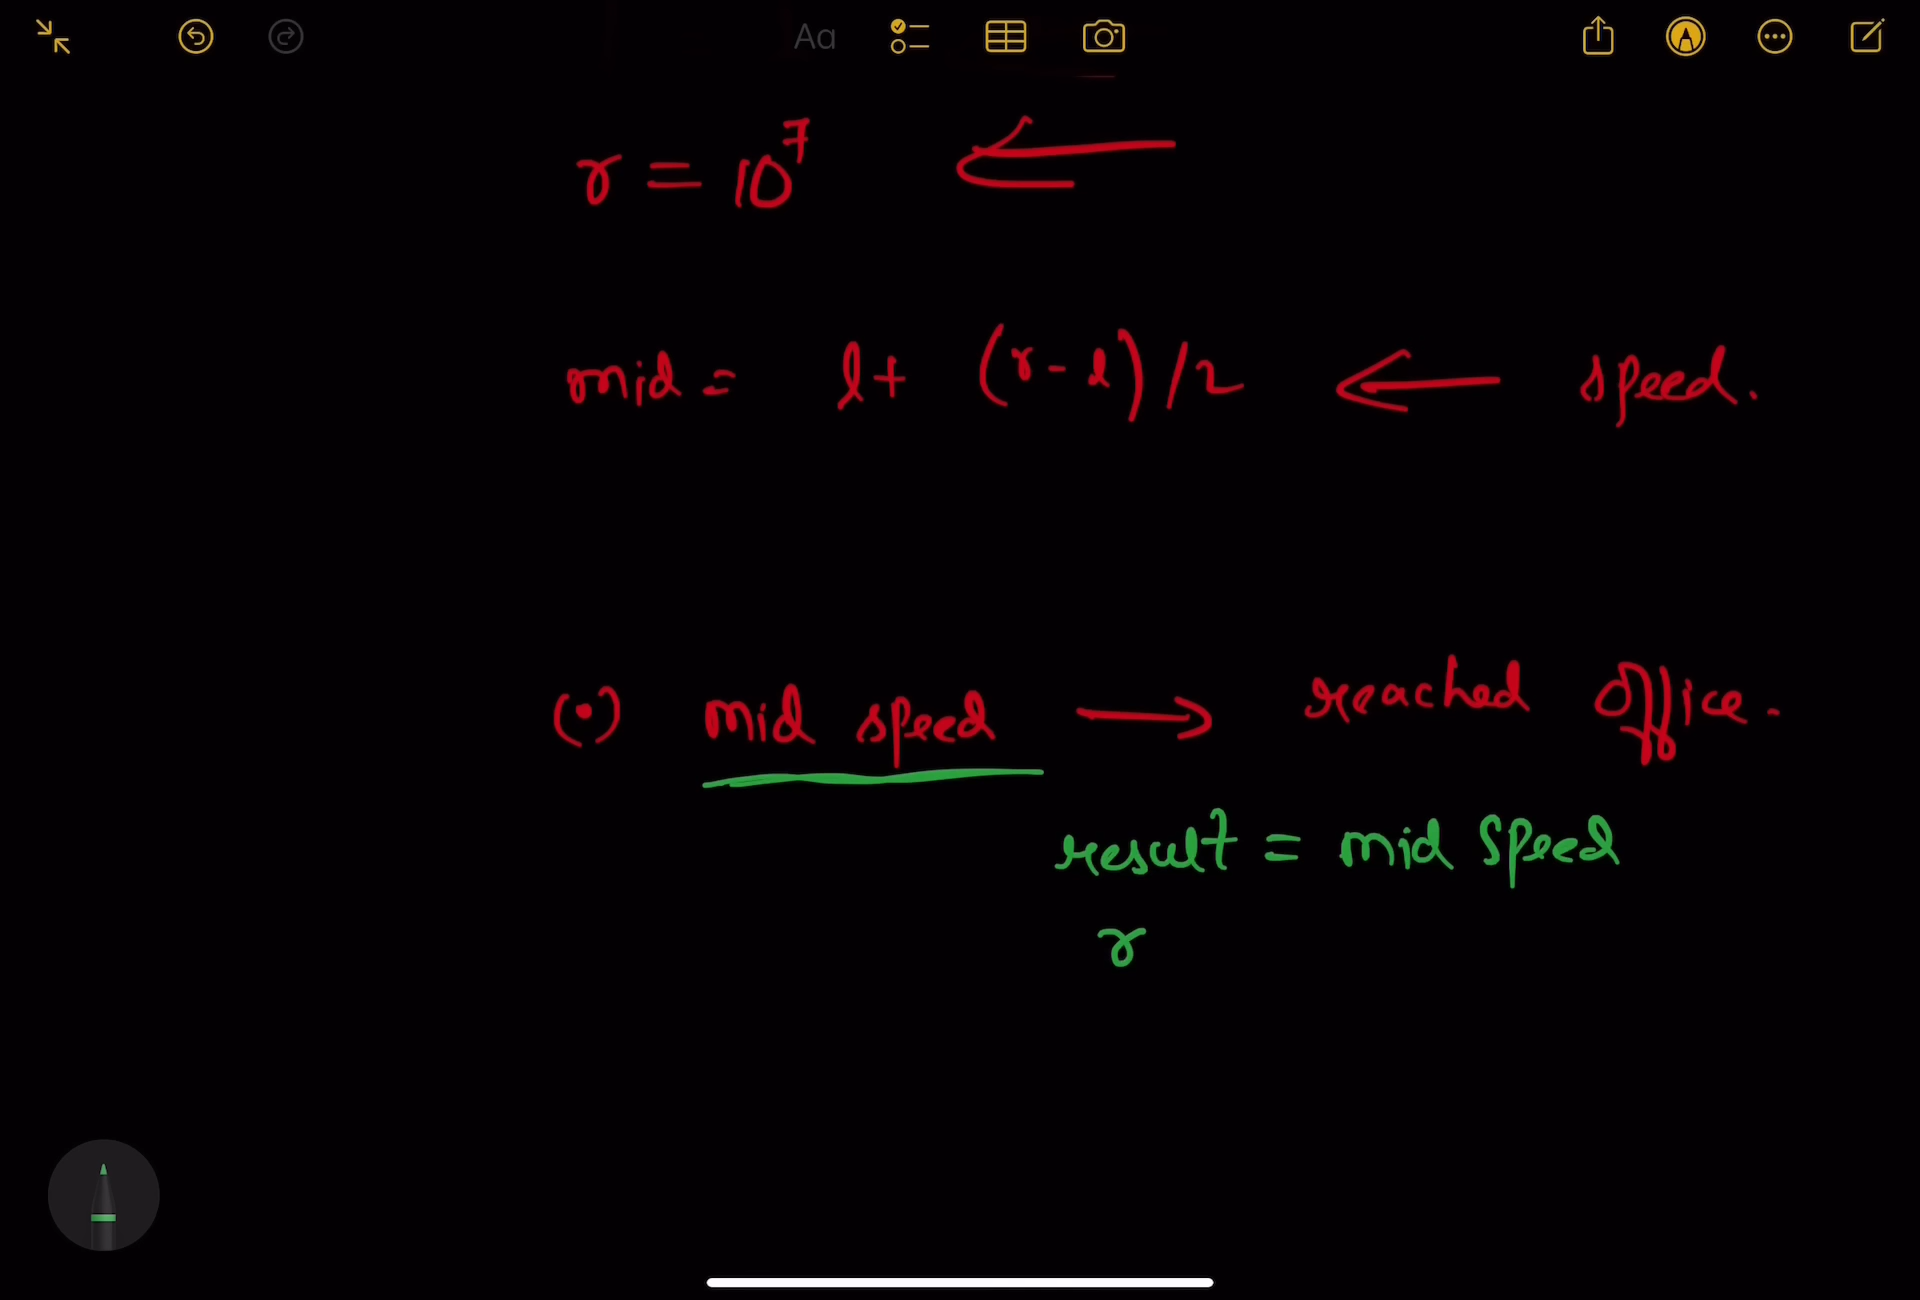 Aa
r = 10^7
mid = l + (r - l) / 2 ← speed.
(•) mid speed → reached office.
result = mid speed
r